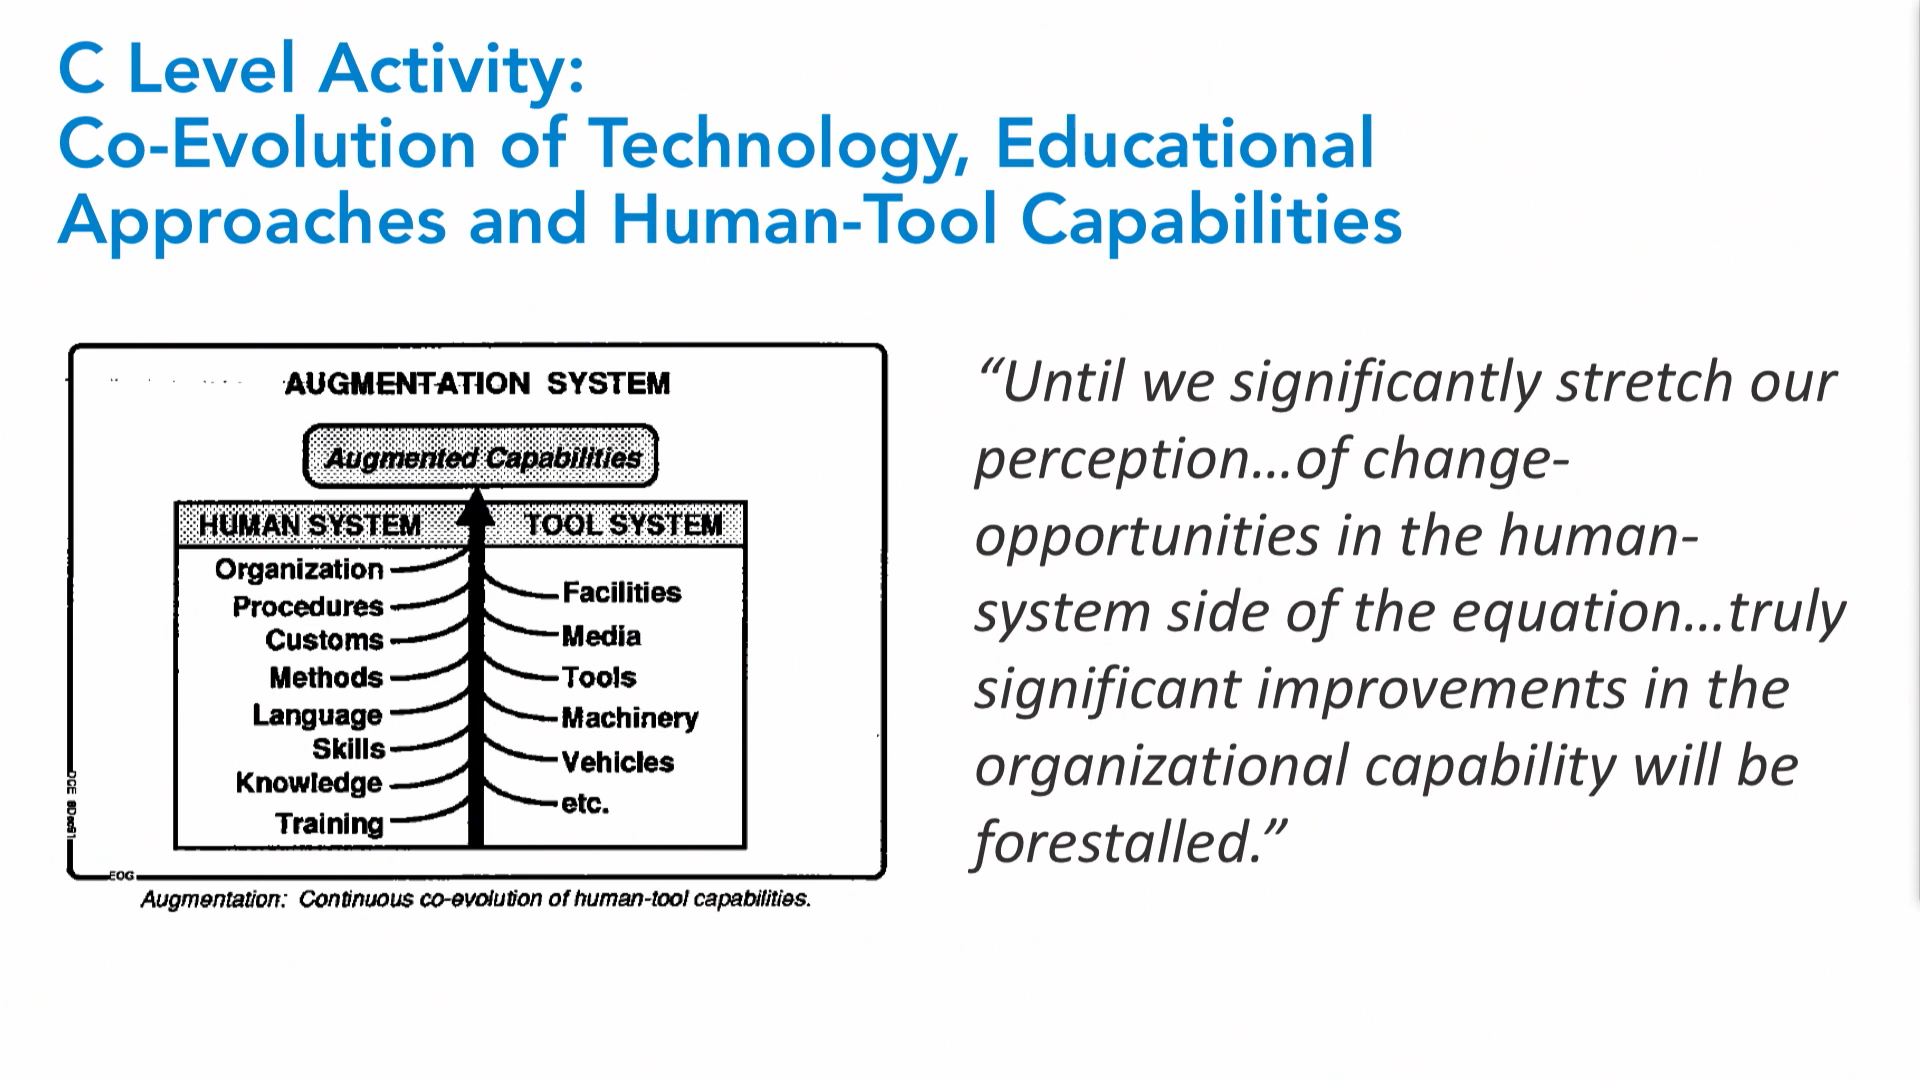 C Level Activity:
Co-Evolution of Technology, Educational
Approaches and Human-Tool Capabilities
AUGMENTATION SYSTEM
Augmented Capabilities
HUMAN SYSTEM
TOOL SYSTEM
Organization
Procedures
Customs
Methods
Language
Skills
Knowledge
Training
Facilities
Media
Tools
Machinery
Vehicles
etc.
EOG
Augmentation: Continuous co-evolution of human-tool capabilities.
“Until we significantly stretch our
perception...of change-
opportunities in the human-
system side of the equation...truly
significant improvements in the
organizational capability will be
forestalled.”